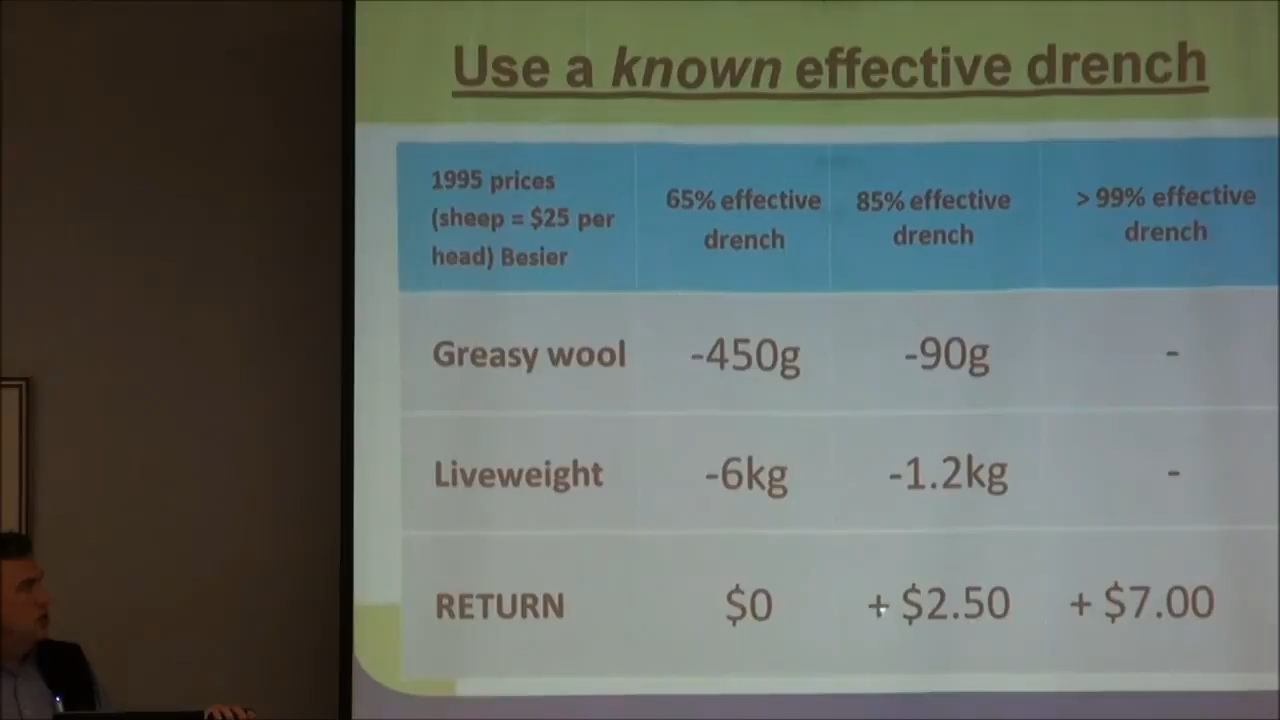 Use a known effective drench
1995 prices
(sheep = $25 per
head) Besier
65% effective
drench
85% effective
drench
> 99% effective
drench
Greasy wool
-450g
-90g
-
Liveweight
-6kg
-1.2kg
-
RETURN
$0
+ $2.50
+ $7.00